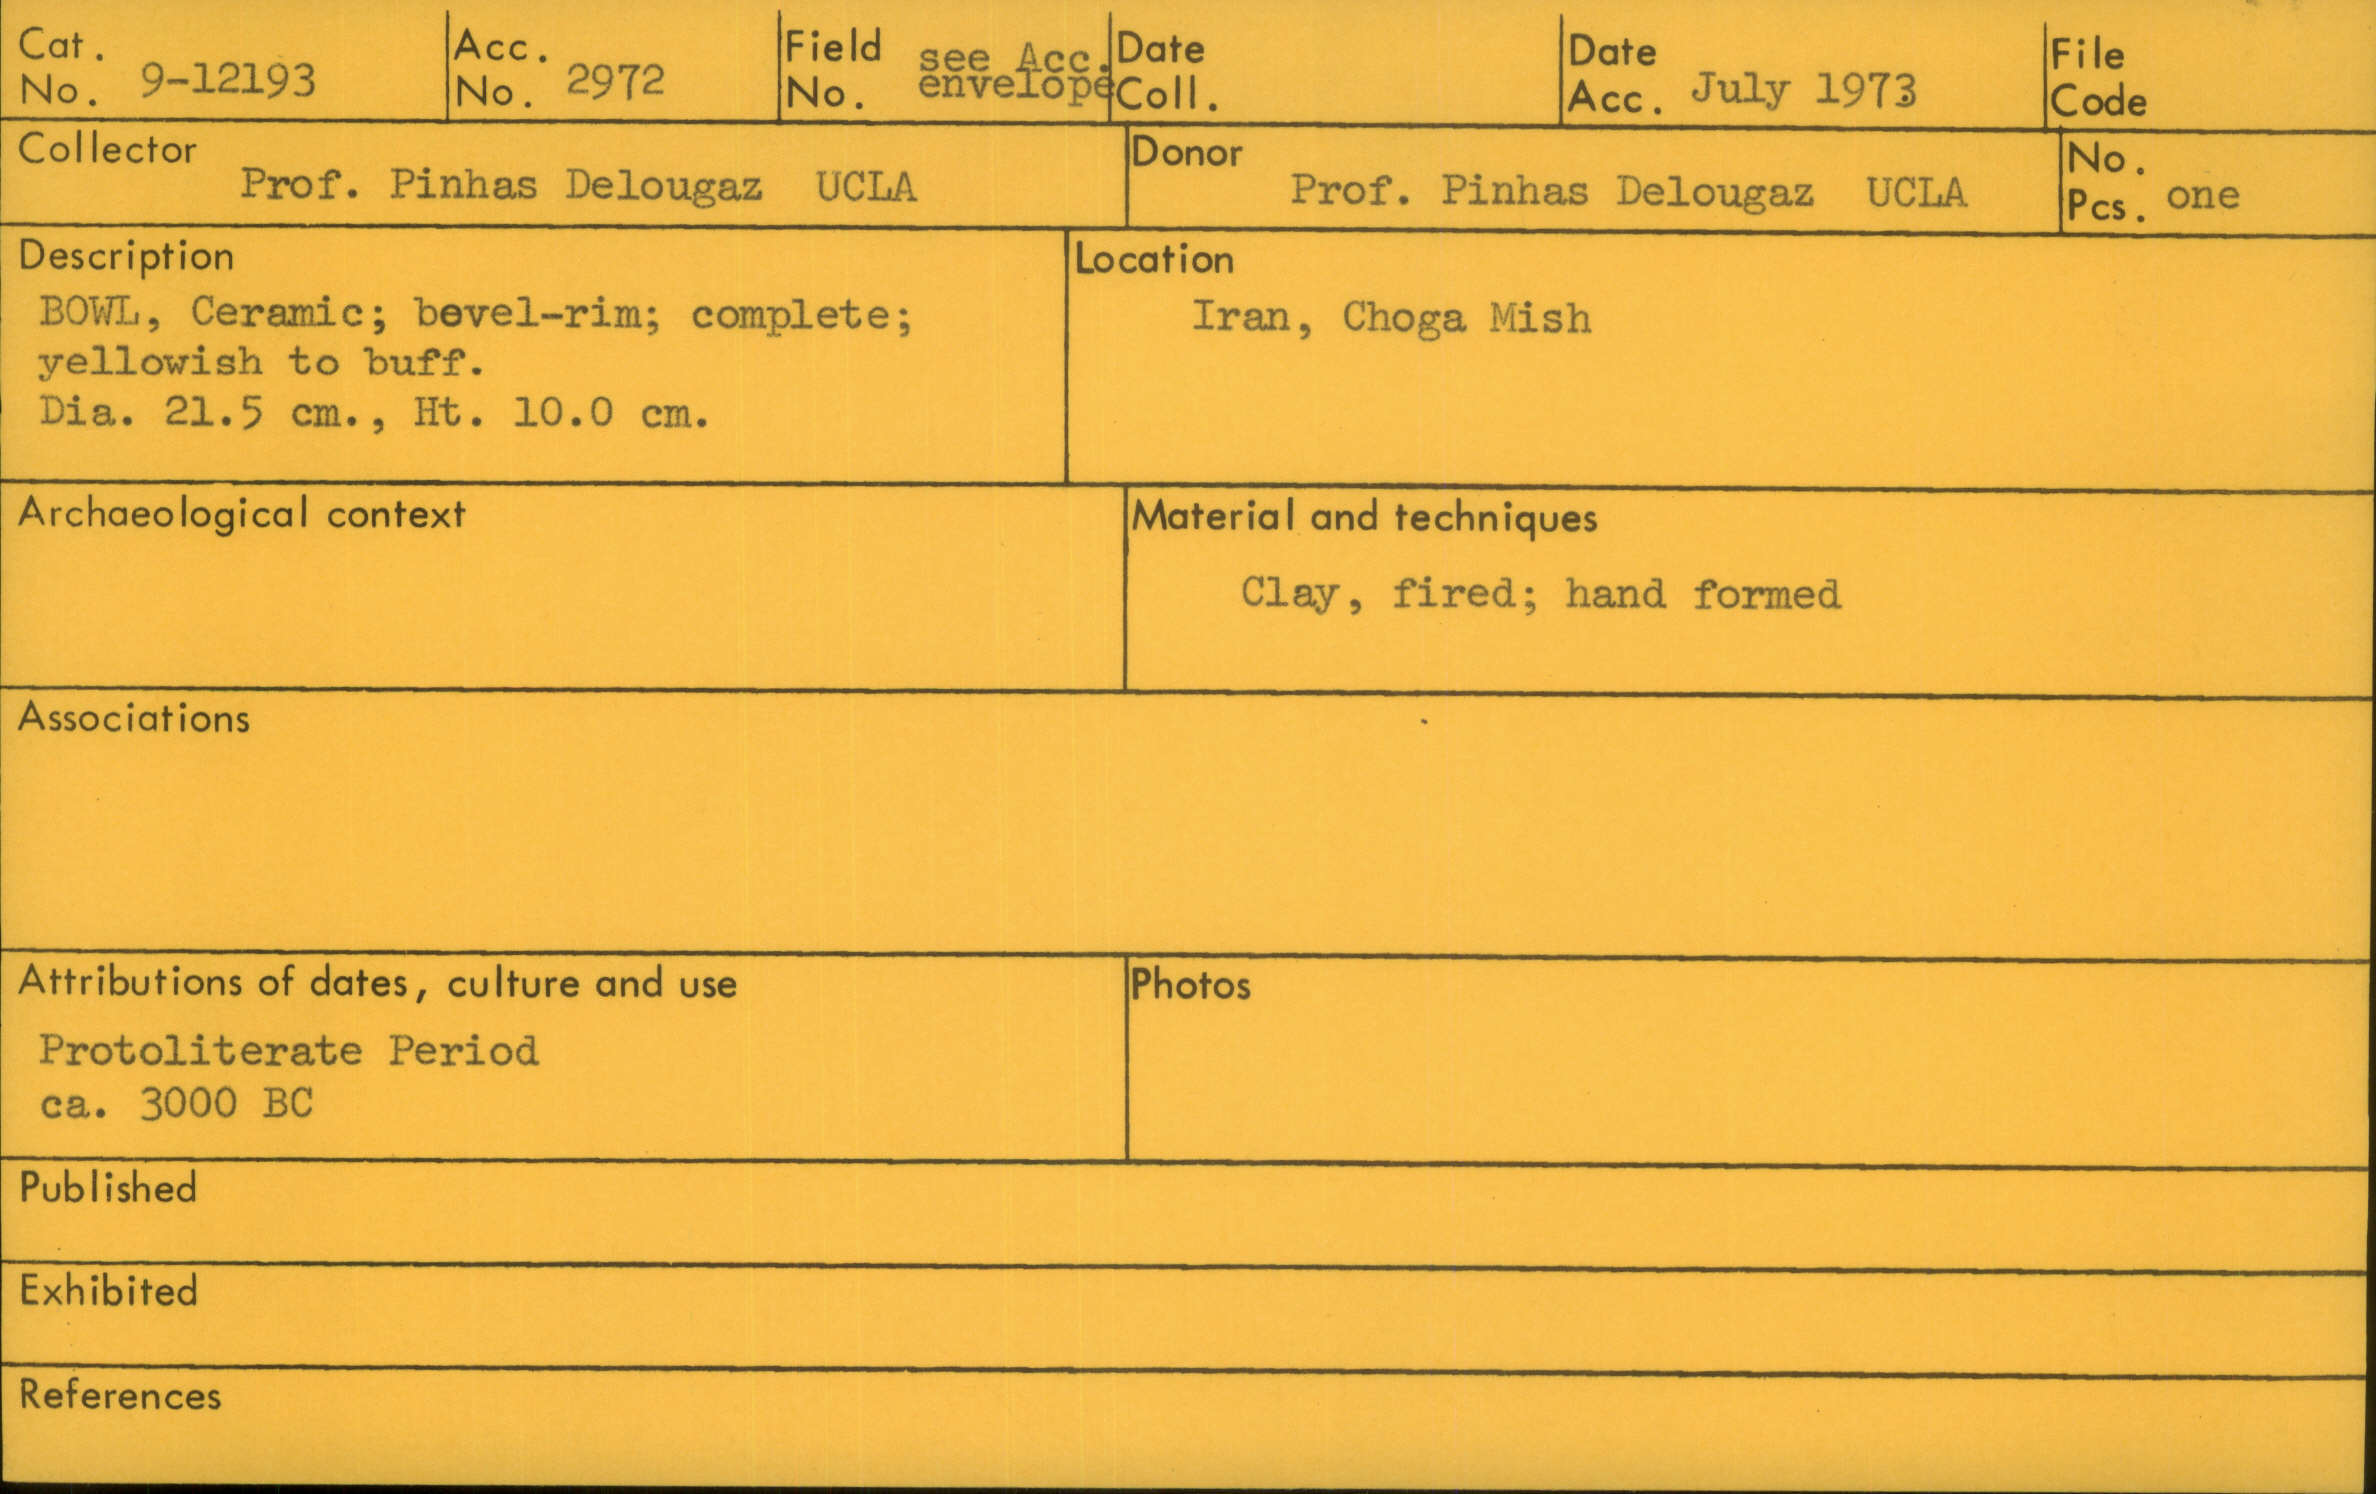 Cat. No. 9-12193
Acc. No. 2972
Field No. see Acc. envelope
Date Coll.
Date Acc. July 1973
File Code
Collector
Prof. Pinhas Delougaz UCLA
Donor
Prof. Pinhas Delougaz UCLA
No. Pcs. one
Description
BOWL, Ceramic; bevel-rim; complete;
yellowish to buff.
Dia. 21.5 cm., Ht. 10.0 cm.
Location
Iran, Choga Mish
Archaeological context
Material and techniques
Clay, fired; hand formed
Associations
Attributions of dates, culture and use
Protoliterate Period
ca. 3000 BC
Photos
Published
Exhibited
References